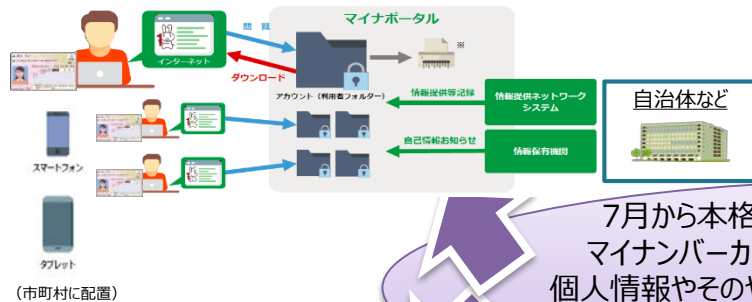 マイナポータル
閲 覧
インターネット
ダウンロード
※
アカウント（利用者フォルダー）
情報提供等記録
情報提供ネットワーク
システム
自治体など
自己情報お知らせ
情報保有機関
スマートフォン
タブレット
（市町村に配置）
7月から本格
マイナンバーカ
個人情報やその